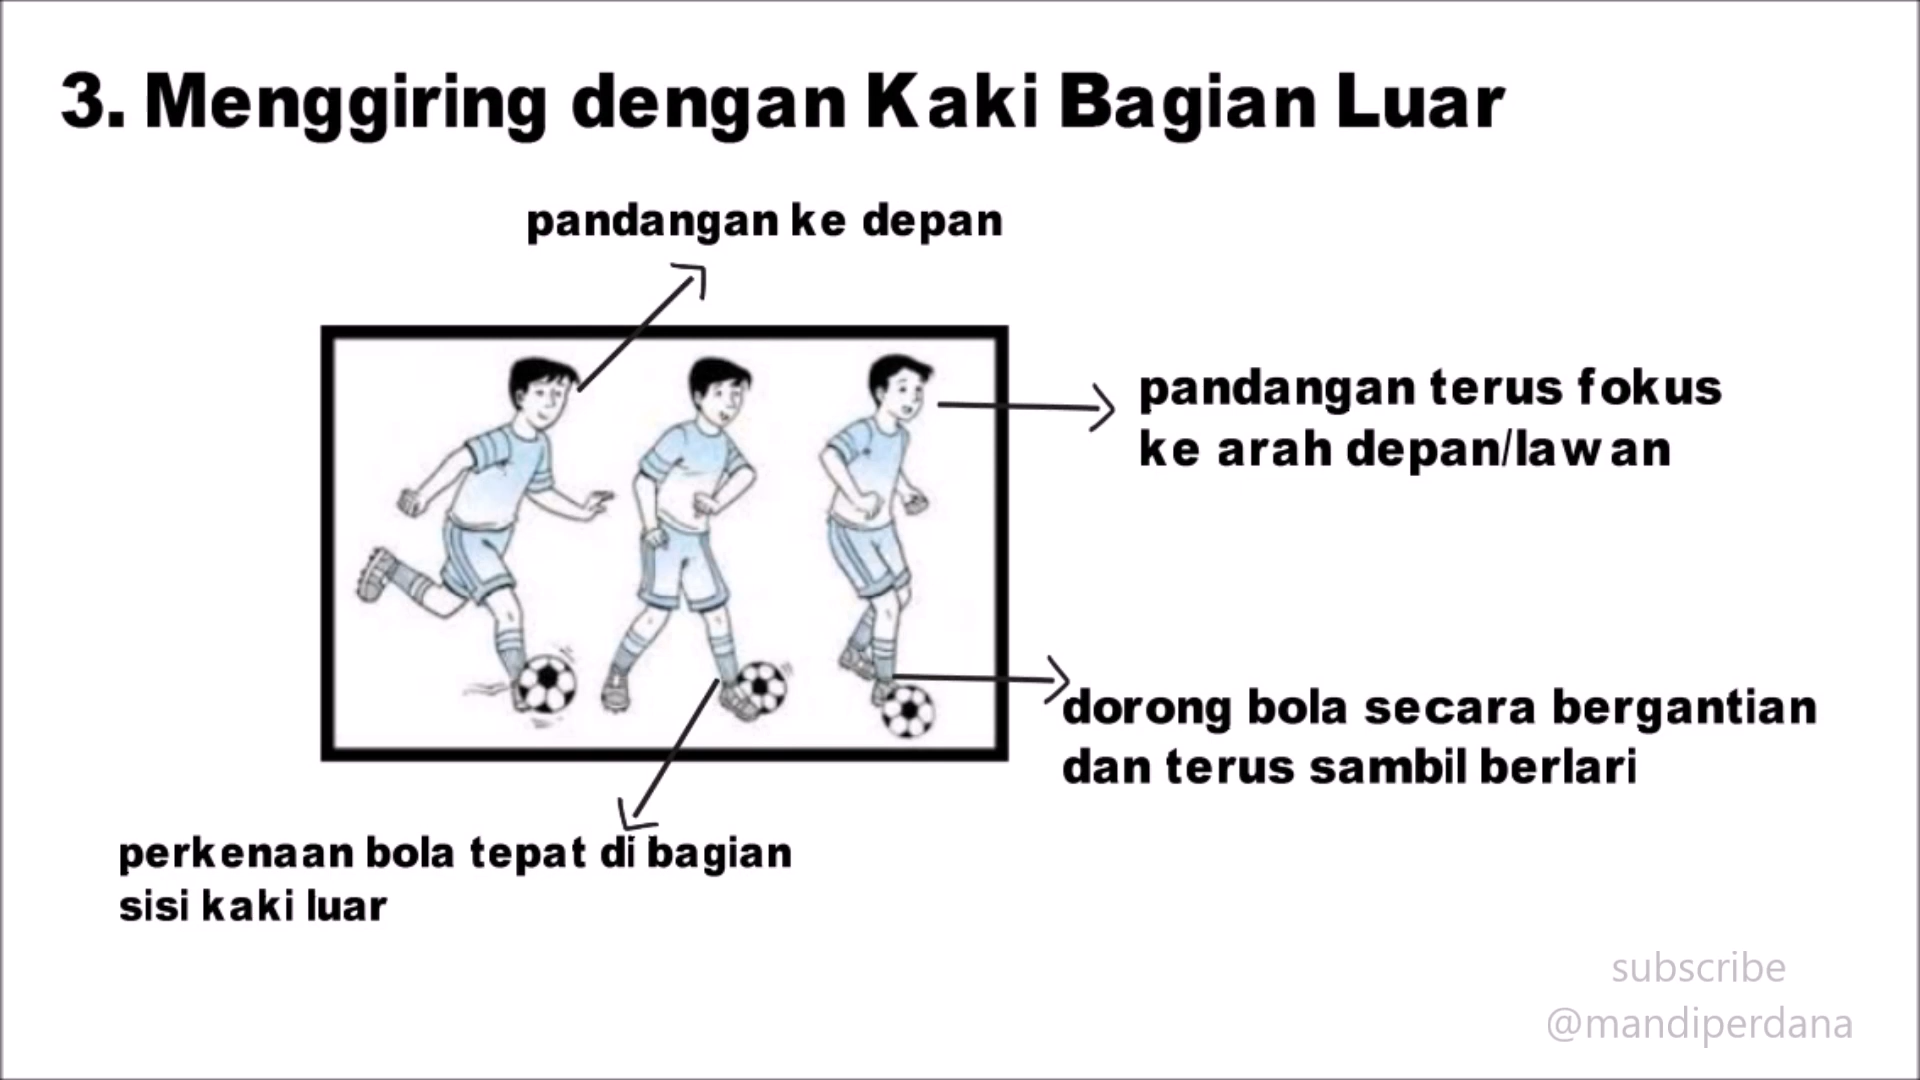 3. Menggiring dengan Kaki Bagian Luar
pandangan ke depan
pandangan terus fokus
ke arah depan/lawan
dorong bola secara bergantian
dan terus sambil berlari
perkenaan bola tepat di bagian
sisi kaki luar
subscribe
@mandiperdana